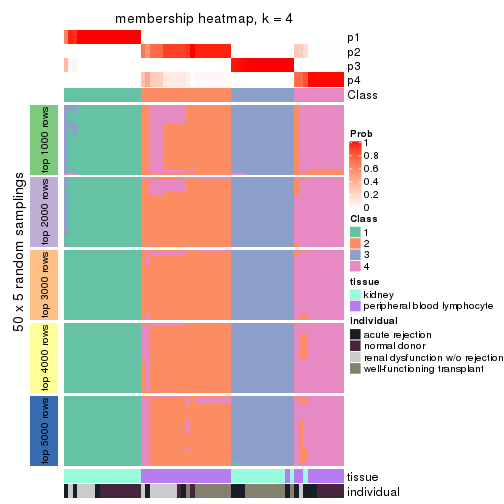 membership heatmap, k = 4
p1
p2
p3
p4
Class
50 x 5 random samplings
top 1000 rows
top 2000 rows
top 3000 rows
top 4000 rows
top 5000 rows
Prob
1
0.8
0.6
0.4
0.2
0
Class
1
2
3
4
tissue
kidney
peripheral blood lymphocyte
individual
acute rejection
normal donor
renal dysfunction w/o rejection
well-functioning transplant
tissue
individual